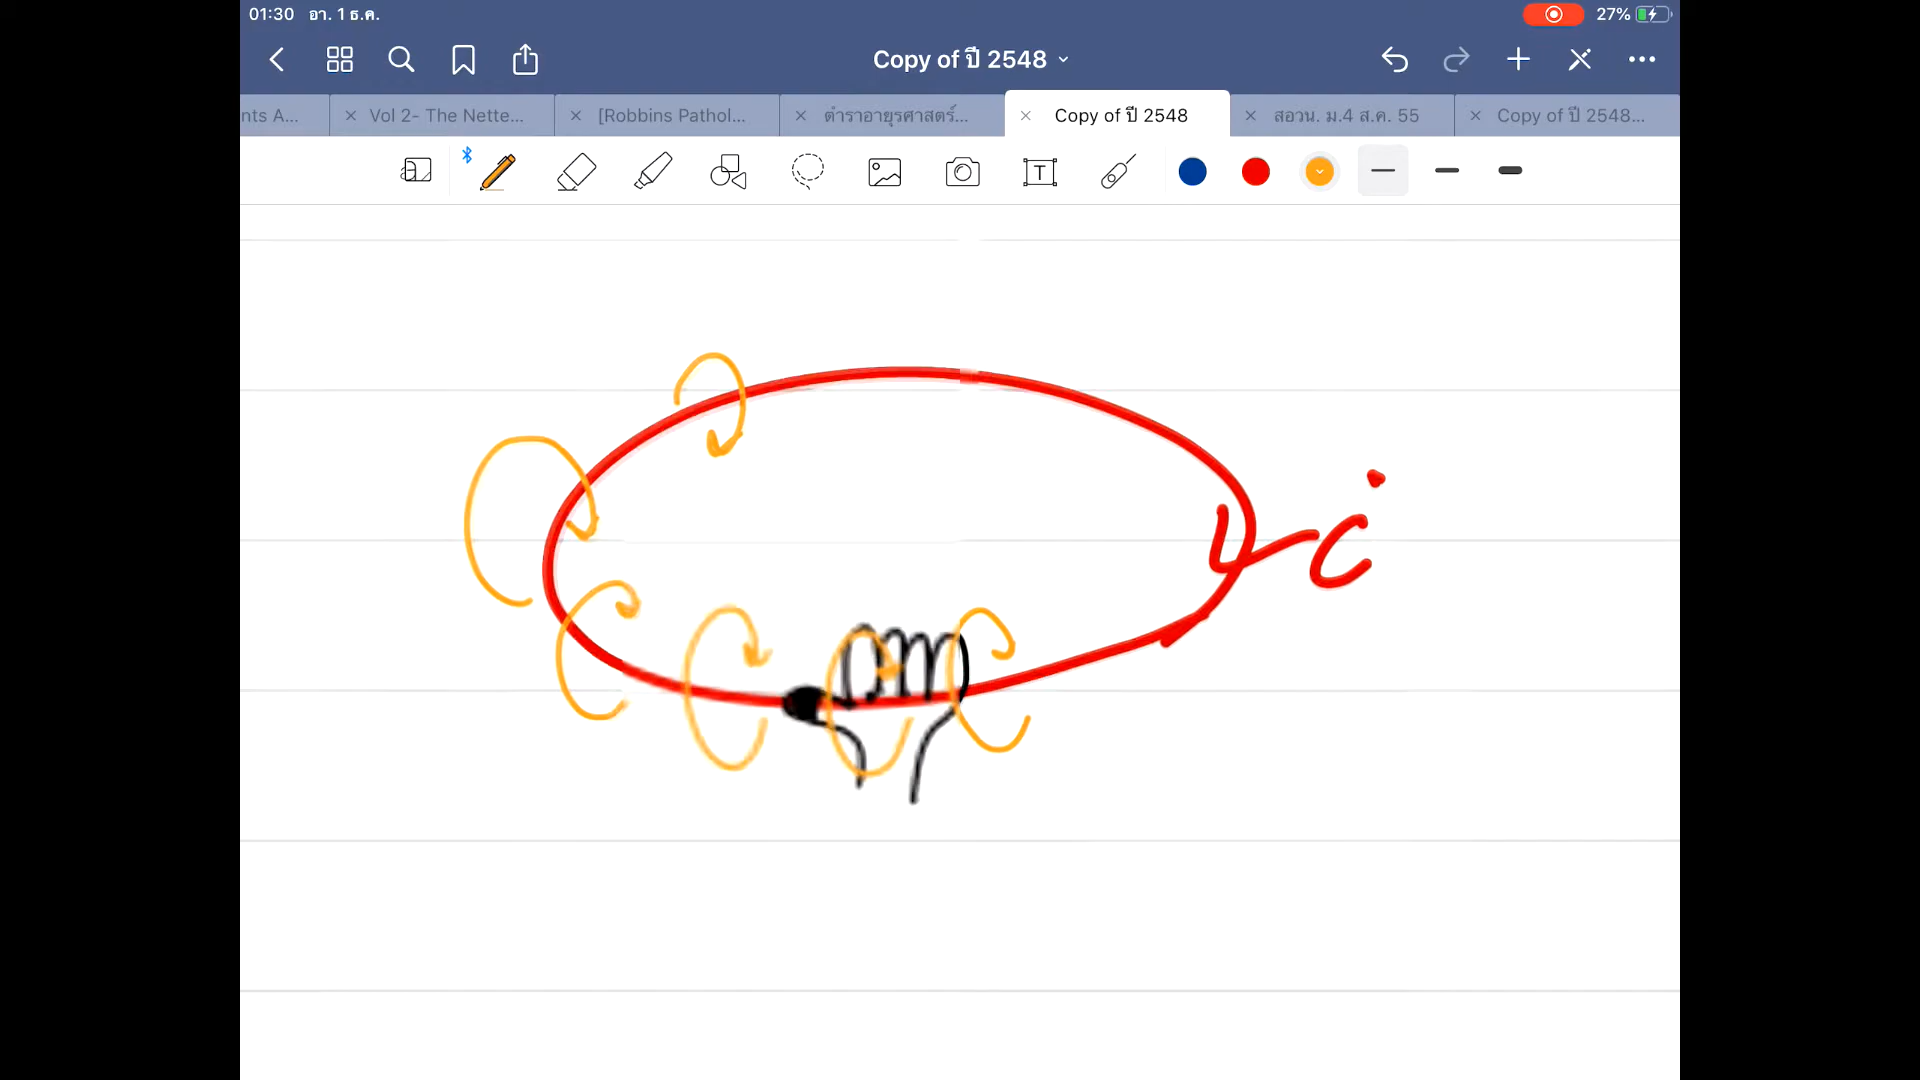 01:30 อา. 1 ธ.ค.
27%
Copy of ปี 2548
nts A...
Vol 2- The Nette...
[Robbins Pathol...
ตำราอายุรศาสตร์...
Copy of ปี 2548
สอวน. ม.4 ส.ค. 55
Copy of ปี 2548...
T
i